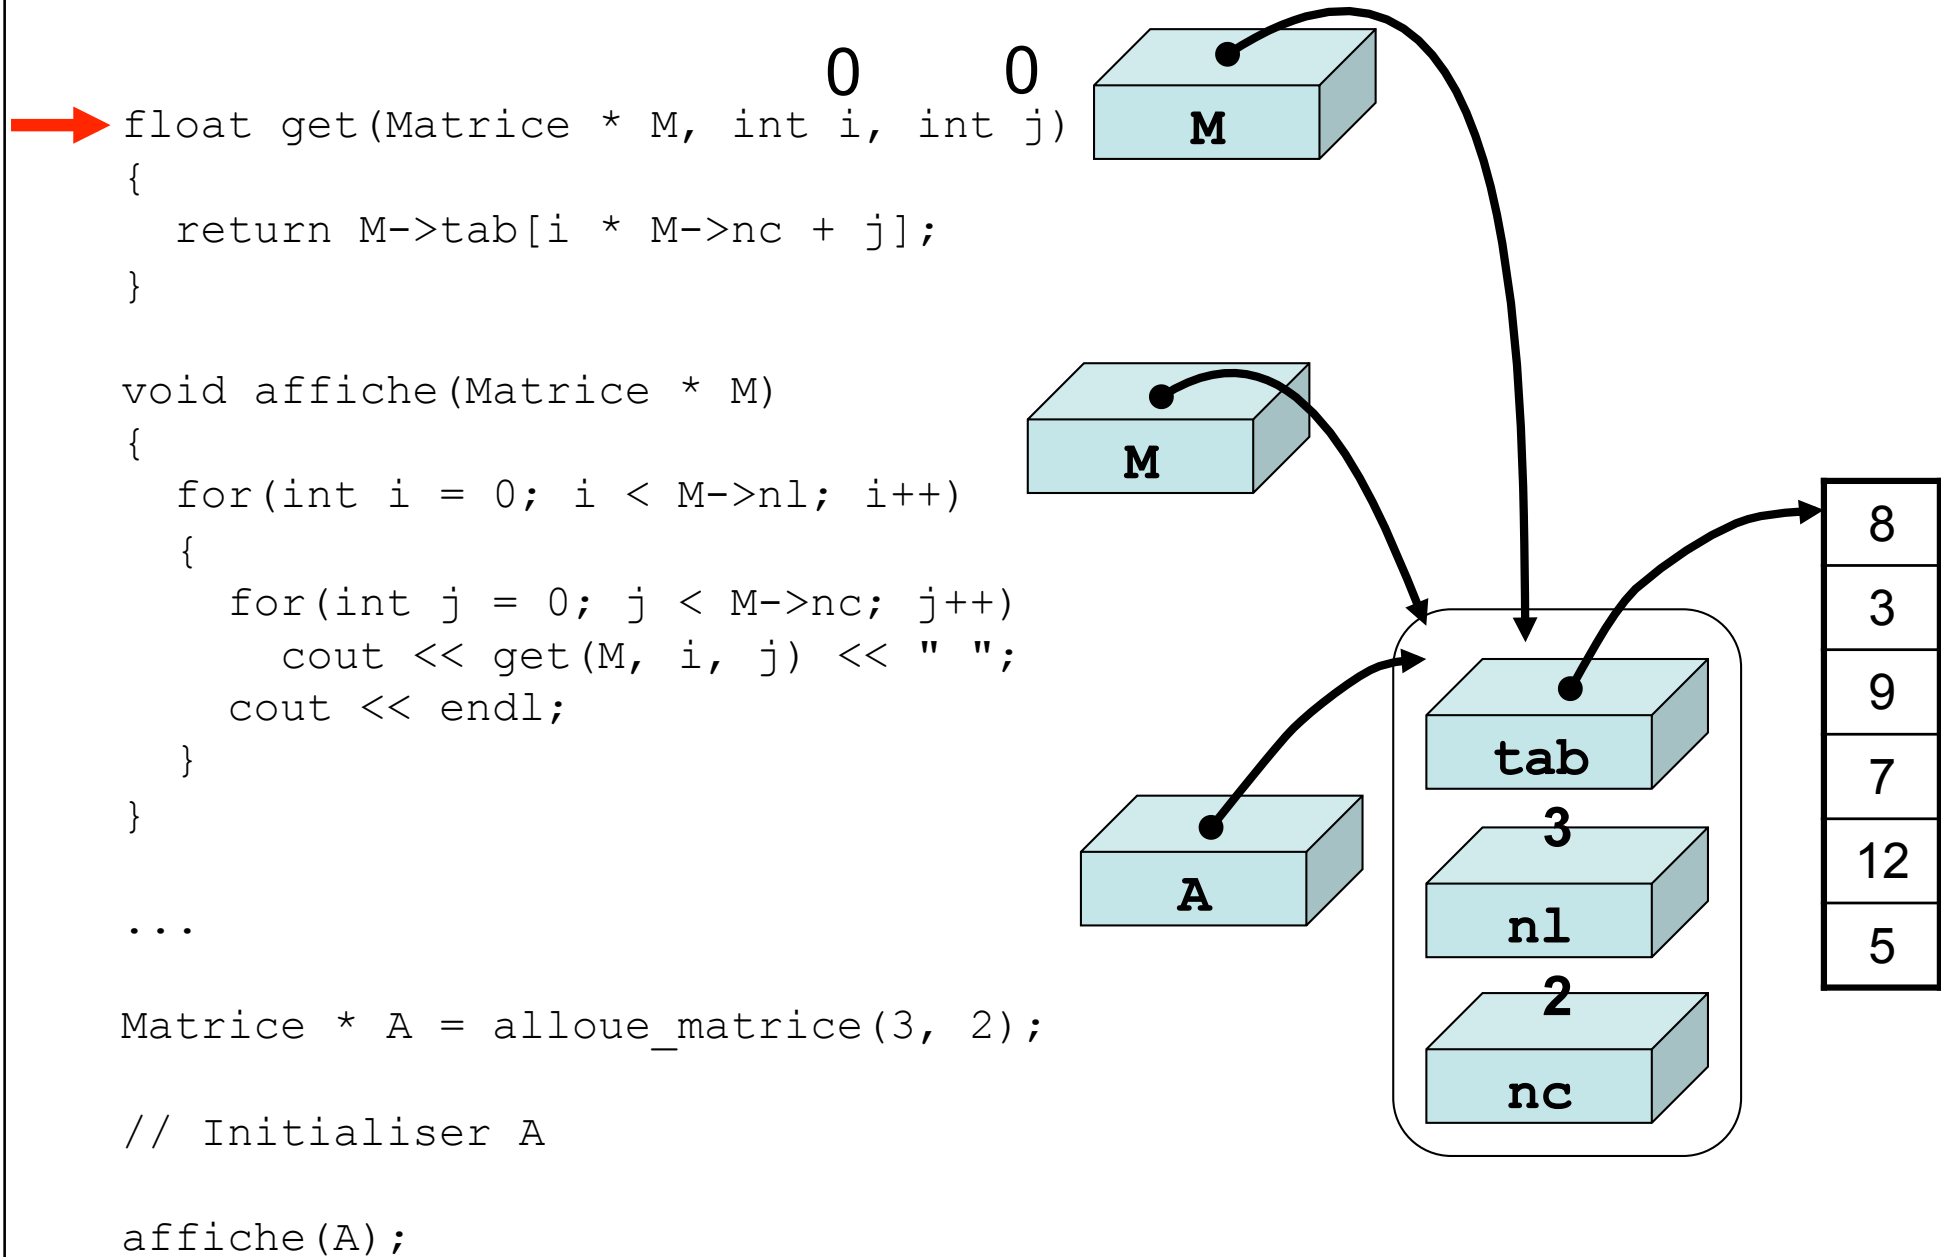 0 0
float get(Matrice * M, int i, int j)
{
return M->tab[i * M->nc + j];
}
void affiche(Matrice * M)
{
for(int i = 0; i < M->nl; i++)
{
for(int j = 0; j < M->nc; j++)
cout << get(M, i, j) << " ";
cout << endl;
}
}
...
Matrice * A = alloue_matrice(3, 2);
// Initialiser A
affiche(A);
M
M
A
tab
3
nl
2
nc
8
3
9
7
12
5